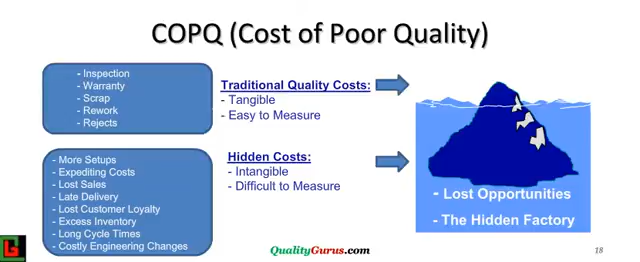 COPQ (Cost of Poor Quality)
- Inspection
- Warranty
- Scrap
- Rework
- Rejects
Traditional Quality Costs:
- Tangible
- Easy to Measure
- More Setups
- Expediting Costs
- Lost Sales
- Late Delivery
- Lost Customer Loyalty
- Excess Inventory
- Long Cycle Times
- Costly Engineering Changes
Hidden Costs:
- Intangible
- Difficult to Measure
- Lost Opportunities
- The Hidden Factory
QualityGurus.com
18